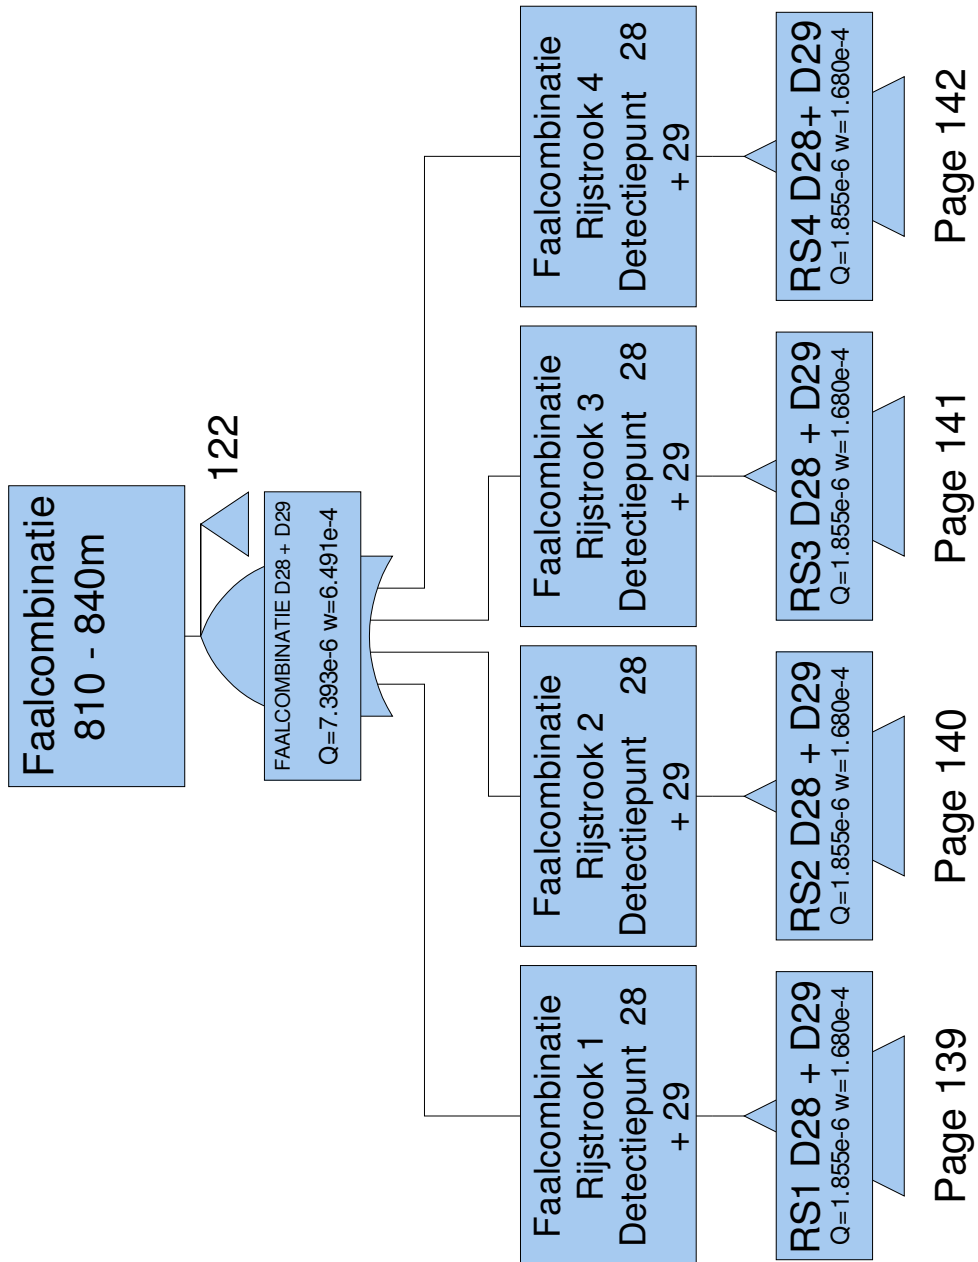 Faalcombinatie
810 - 840m
122
FAALCOMBINATIE D28 + D29
Q=7.393e-6 w=6.491e-4
Faalcombinatie
Rijstrook 1
Detectiepunt 28
+ 29
RS1 D28 + D29
Q=1.855e-6 w=1.680e-4
Page 139
Faalcombinatie
Rijstrook 2
Detectiepunt 28
+ 29
RS2 D28 + D29
Q=1.855e-6 w=1.680e-4
Page 140
Faalcombinatie
Rijstrook 3
Detectiepunt 28
+ 29
RS3 D28 + D29
Q=1.855e-6 w=1.680e-4
Page 141
Faalcombinatie
Rijstrook 4
Detectiepunt 28
+ 29
RS4 D28+ D29
Q=1.855e-6 w=1.680e-4
Page 142